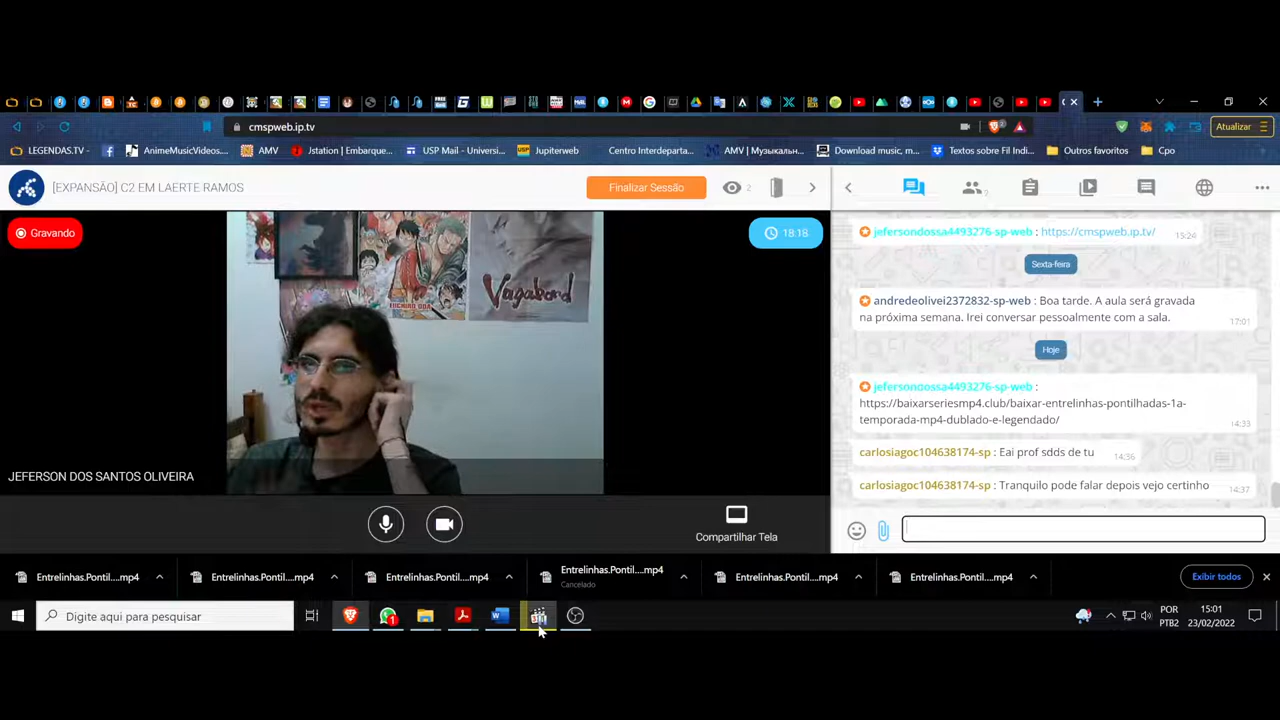 cmspweb.ip.tv
Atualizar
LEGENDAS.TV -
AnimeMusicVideos...
AMV
Jstation | Embarque...
USP Mail - Universi...
Jupiterweb
Centro Interdeparta...
AMV | Музыкальн...
Download music, m...
Textos sobre Fil Indi...
Outros favoritos
Cpo
[EXPANSÃO] C2 EM LAERTE RAMOS
Finalizar Sessão
2
Gravando
18:18
EIICHIRO ODA
Vagabond
JEFERSON DOS SANTOS OLIVEIRA
Compartilhar Tela
jefersondossa4493276-sp-web : https://cmspweb.ip.tv/
15:24
Sexta-feira
andredeolivei2372832-sp-web : Boa tarde. A aula será gravada
na próxima semana. Irei conversar pessoalmente com a sala.
17:01
Hoje
jefersondossa4493276-sp-web :
https://baixarseriesmp4.club/baixar-entrelinhas-pontilhadas-1a-
temporada-mp4-dublado-e-legendado/
14:33
carlosiagoc104638174-sp : Eai prof sdds de tu
14:36
carlosiagoc104638174-sp : Tranquilo pode falar depois vejo certinho
14:37
Entrelinhas.Pontil....mp4
Entrelinhas.Pontil....mp4
Entrelinhas.Pontil....mp4
Entrelinhas.Pontil....mp4
Cancelado
Entrelinhas.Pontil....mp4
Entrelinhas.Pontil....mp4
Exibir todos
Digite aqui para pesquisar
1
POR
PTB2
15:01
23/02/2022